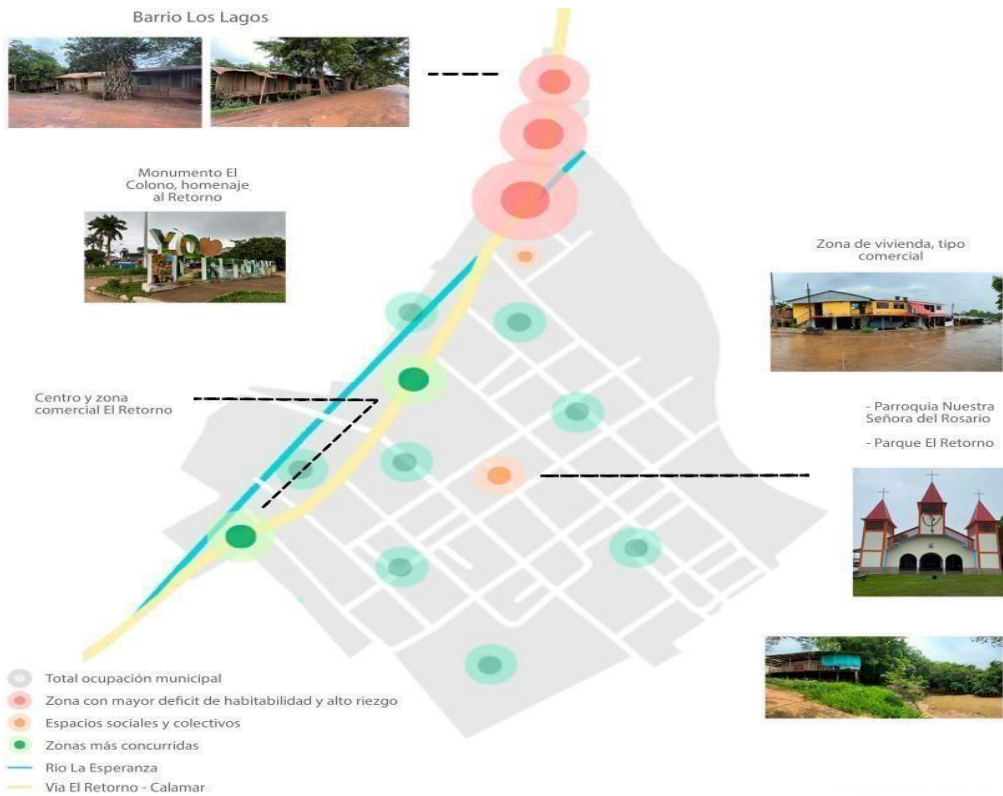 Barrio Los Lagos
Monumento El
Colono, homenaje
al Retorno
YO
Zona de vivienda, tipo
comercial
Centro y zona
comercial El Retorno
- Parroquia Nuestra
Señora del Rosario
- Parque El Retorno
Total ocupación municipal
Zona con mayor deficit de habitabilidad y alto riezgo
Espacios sociales y colectivos
Zonas más concurridas
Rio La Esperanza
Via El Retorno - Calamar